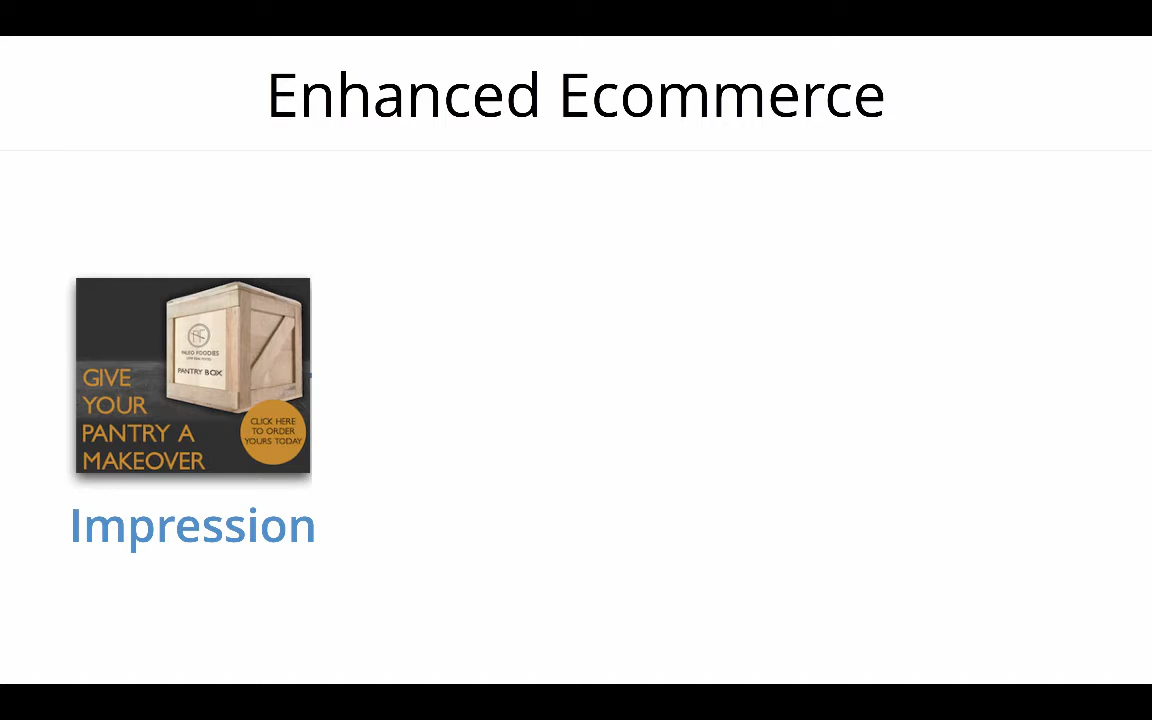 Enhanced Ecommerce
PALEO FOODIES
PANTRY BOX
GIVE
YOUR
PANTRY A
MAKEOVER
CLICK HERE
TO ORDER
YOURS TODAY
Impression